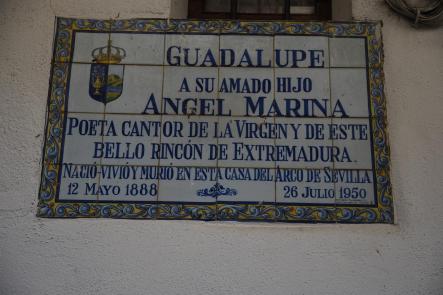 GUADALUPE
A SU AMADO HIJO
ANGEL MARINA
POETA CANTOR DE LA VIRGEN Y DE ESTE
BELLO RINCÓN DE EXTREMADURA
NACIÓ VIVIÓ Y MURIÓ EN ESTA CASA DEL ARCO DE SEVILLA
12 MAYO 1888 26 JULIO 1950